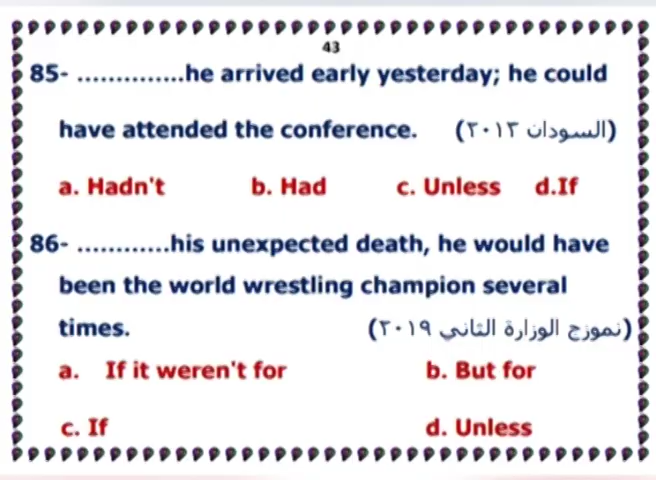 43
85- ..............he arrived early yesterday; he could
have attended the conference. (السودان ٢٠١٣)
a. Hadn't b. Had c. Unless d.If
86- ............his unexpected death, he would have
been the world wrestling champion several
times. (نموزج الوزارة الثاني ٢٠١٩)
a. If it weren't for b. But for
c. If d. Unless